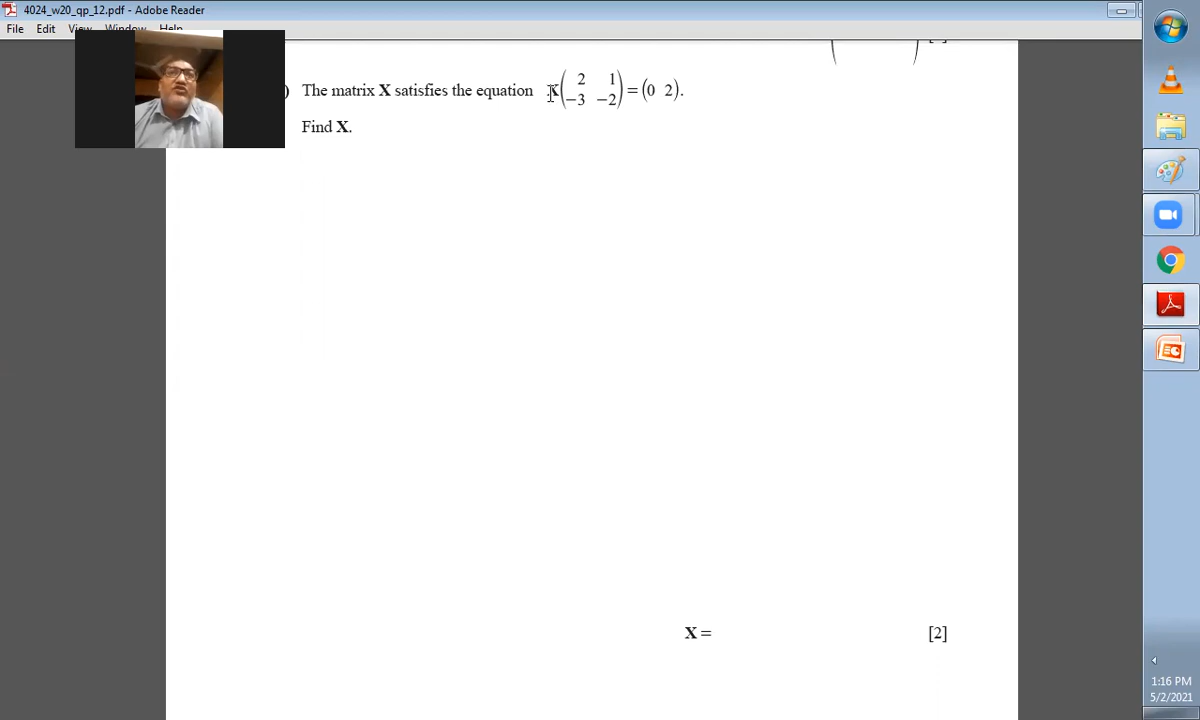 4024_w20_qp_12.pdf - Adobe Reader
File Edit View Window Help
) The matrix X satisfies the equation X( 2 1 -3 -2 ) = (0 2).
Find X.
X = [2]
1:16 PM
5/2/2021